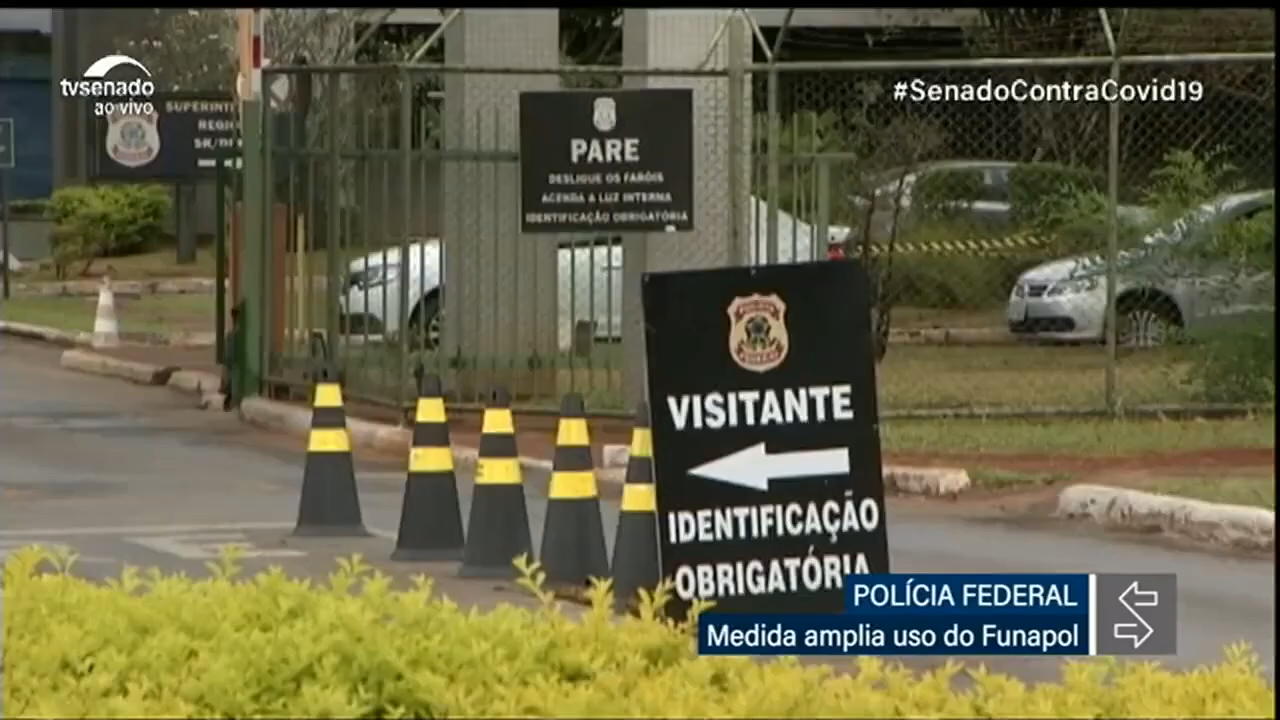 tvsenado
ao vivo
#SenadoContraCovid19
PARE
DESLIGUE OS FARÓIS
ACENDA A LUZ INTERNA
IDENTIFICAÇÃO OBRIGATÓRIA
VISITANTE
IDENTIFICAÇÃO
OBRIGATÓRIA
POLÍCIA FEDERAL
Medida amplia uso do Funapol